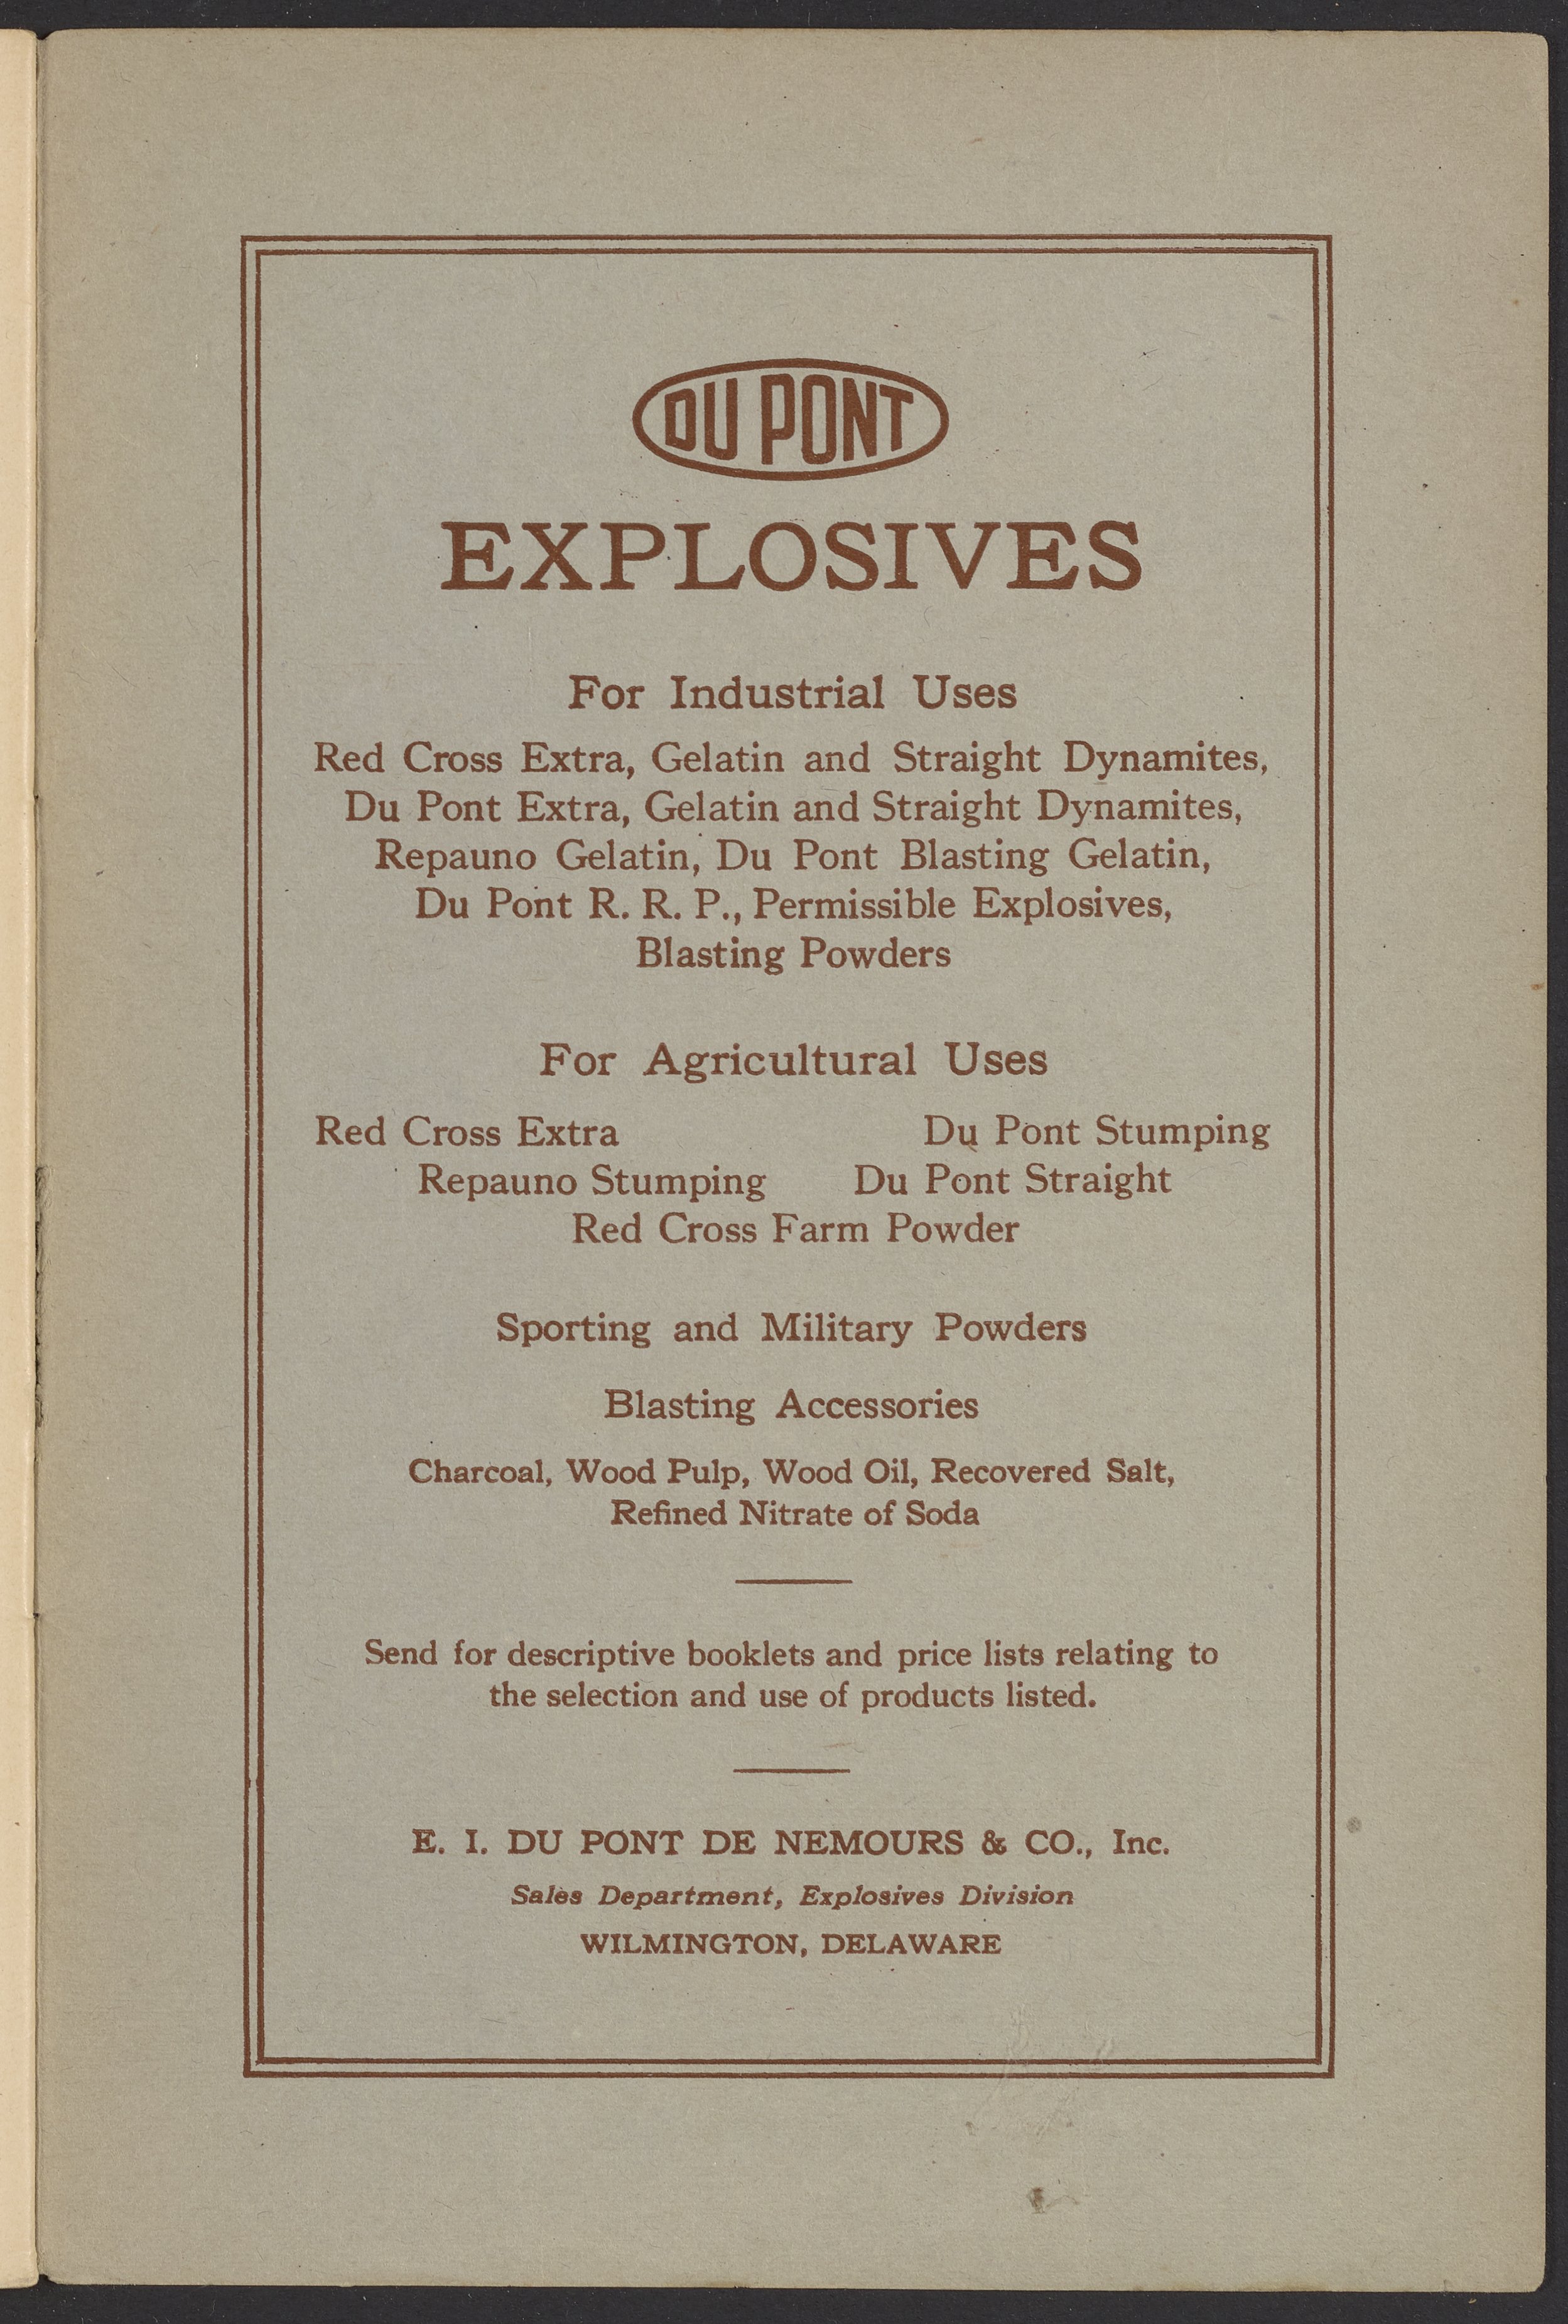 DU PONT
EXPLOSIVES
For Industrial Uses
Red Cross Extra, Gelatin and Straight Dynamites,
Du Pont Extra, Gelatin and Straight Dynamites,
Repauno Gelatin, Du Pont Blasting Gelatin,
Du Pont R. R. P., Permissible Explosives,
Blasting Powders
For Agricultural Uses
Red Cross Extra Du Pont Stumping
Repauno Stumping Du Pont Straight
Red Cross Farm Powder
Sporting and Military Powders
Blasting Accessories
Charcoal, Wood Pulp, Wood Oil, Recovered Salt,
Refined Nitrate of Soda
Send for descriptive booklets and price lists relating to
the selection and use of products listed.
E. I. DU PONT DE NEMOURS & CO., Inc.
Sales Department, Explosives Division
WILMINGTON, DELAWARE